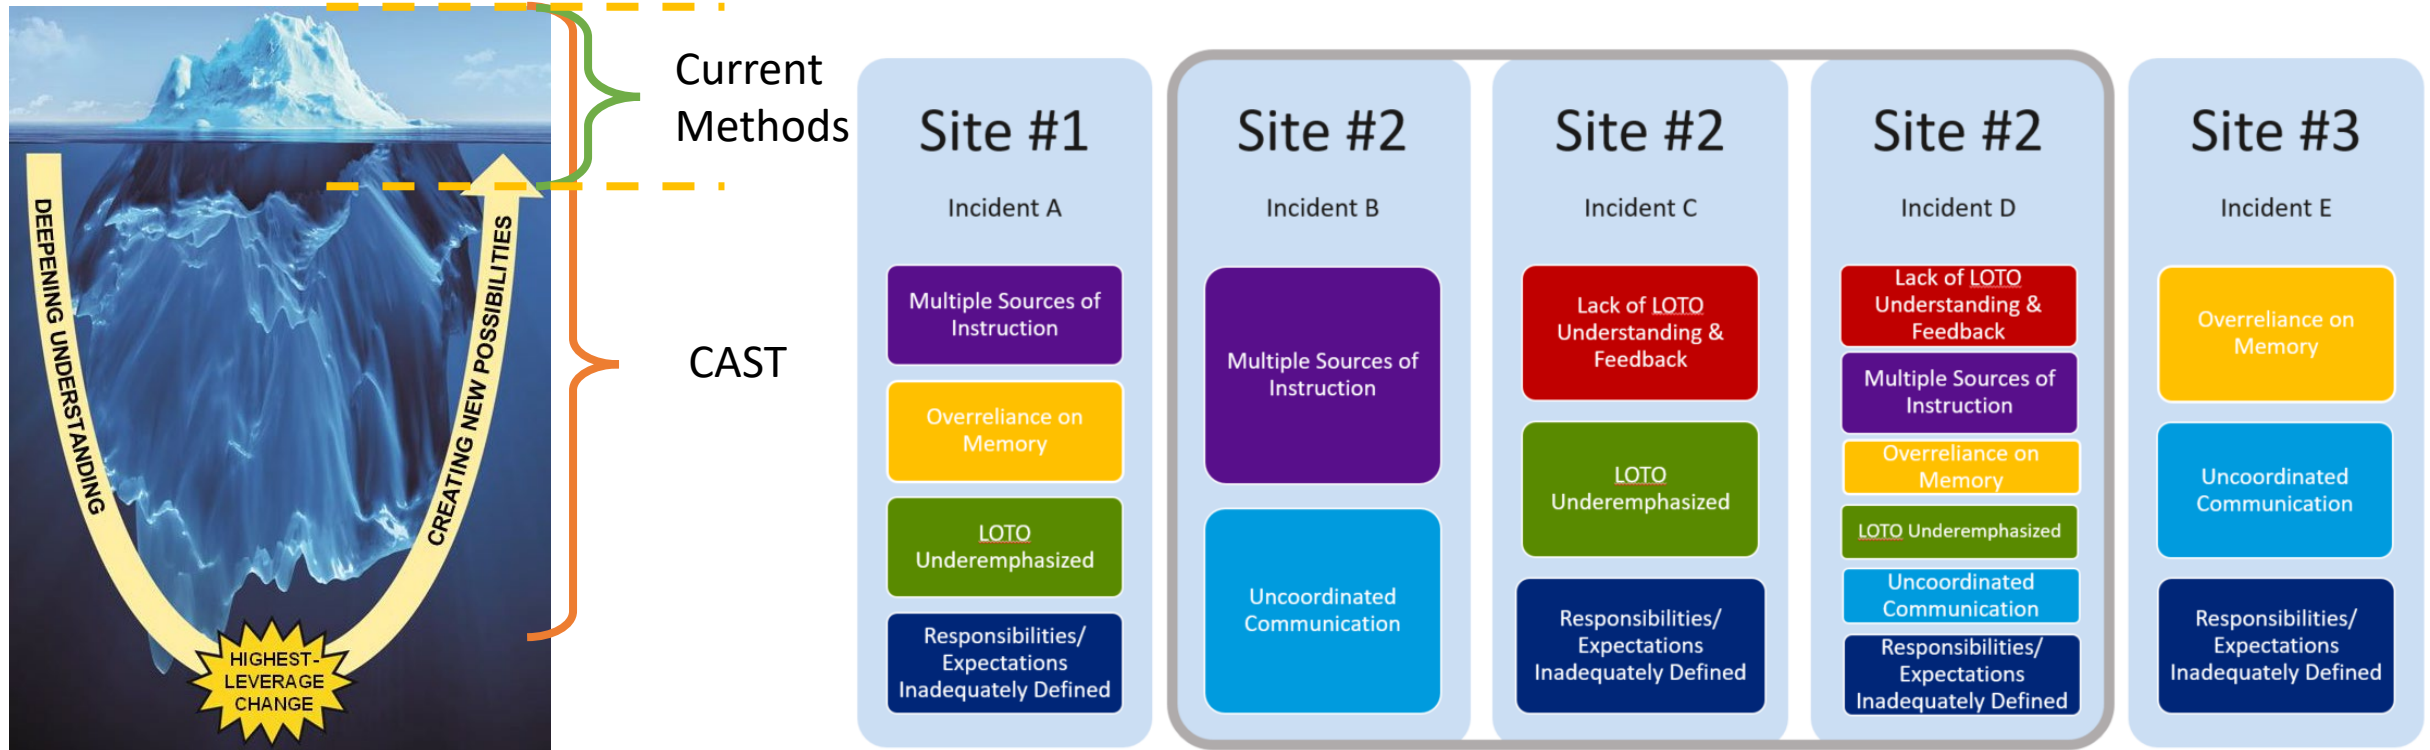 DEEPENING UNDERSTANDING
CREATING NEW POSSIBILITIES
HIGHEST-
LEVERAGE
CHANGE
Current
Methods
CAST
Site #1
Incident A
Multiple Sources of
Instruction
Overreliance on
Memory
LOTO
Underemphasized
Responsibilities/
Expectations
Inadequately Defined
Site #2
Incident B
Multiple Sources of
Instruction
Uncoordinated
Communication
Site #2
Incident C
Lack of LOTO
Understanding &
Feedback
LOTO
Underemphasized
Responsibilities/
Expectations
Inadequately Defined
Site #2
Incident D
Lack of LOTO
Understanding &
Feedback
Multiple Sources of
Instruction
Overreliance on
Memory
LOTO Underemphasized
Uncoordinated
Communication
Responsibilities/
Expectations
Inadequately Defined
Site #3
Incident E
Overreliance on
Memory
Uncoordinated
Communication
Responsibilities/
Expectations
Inadequately Defined